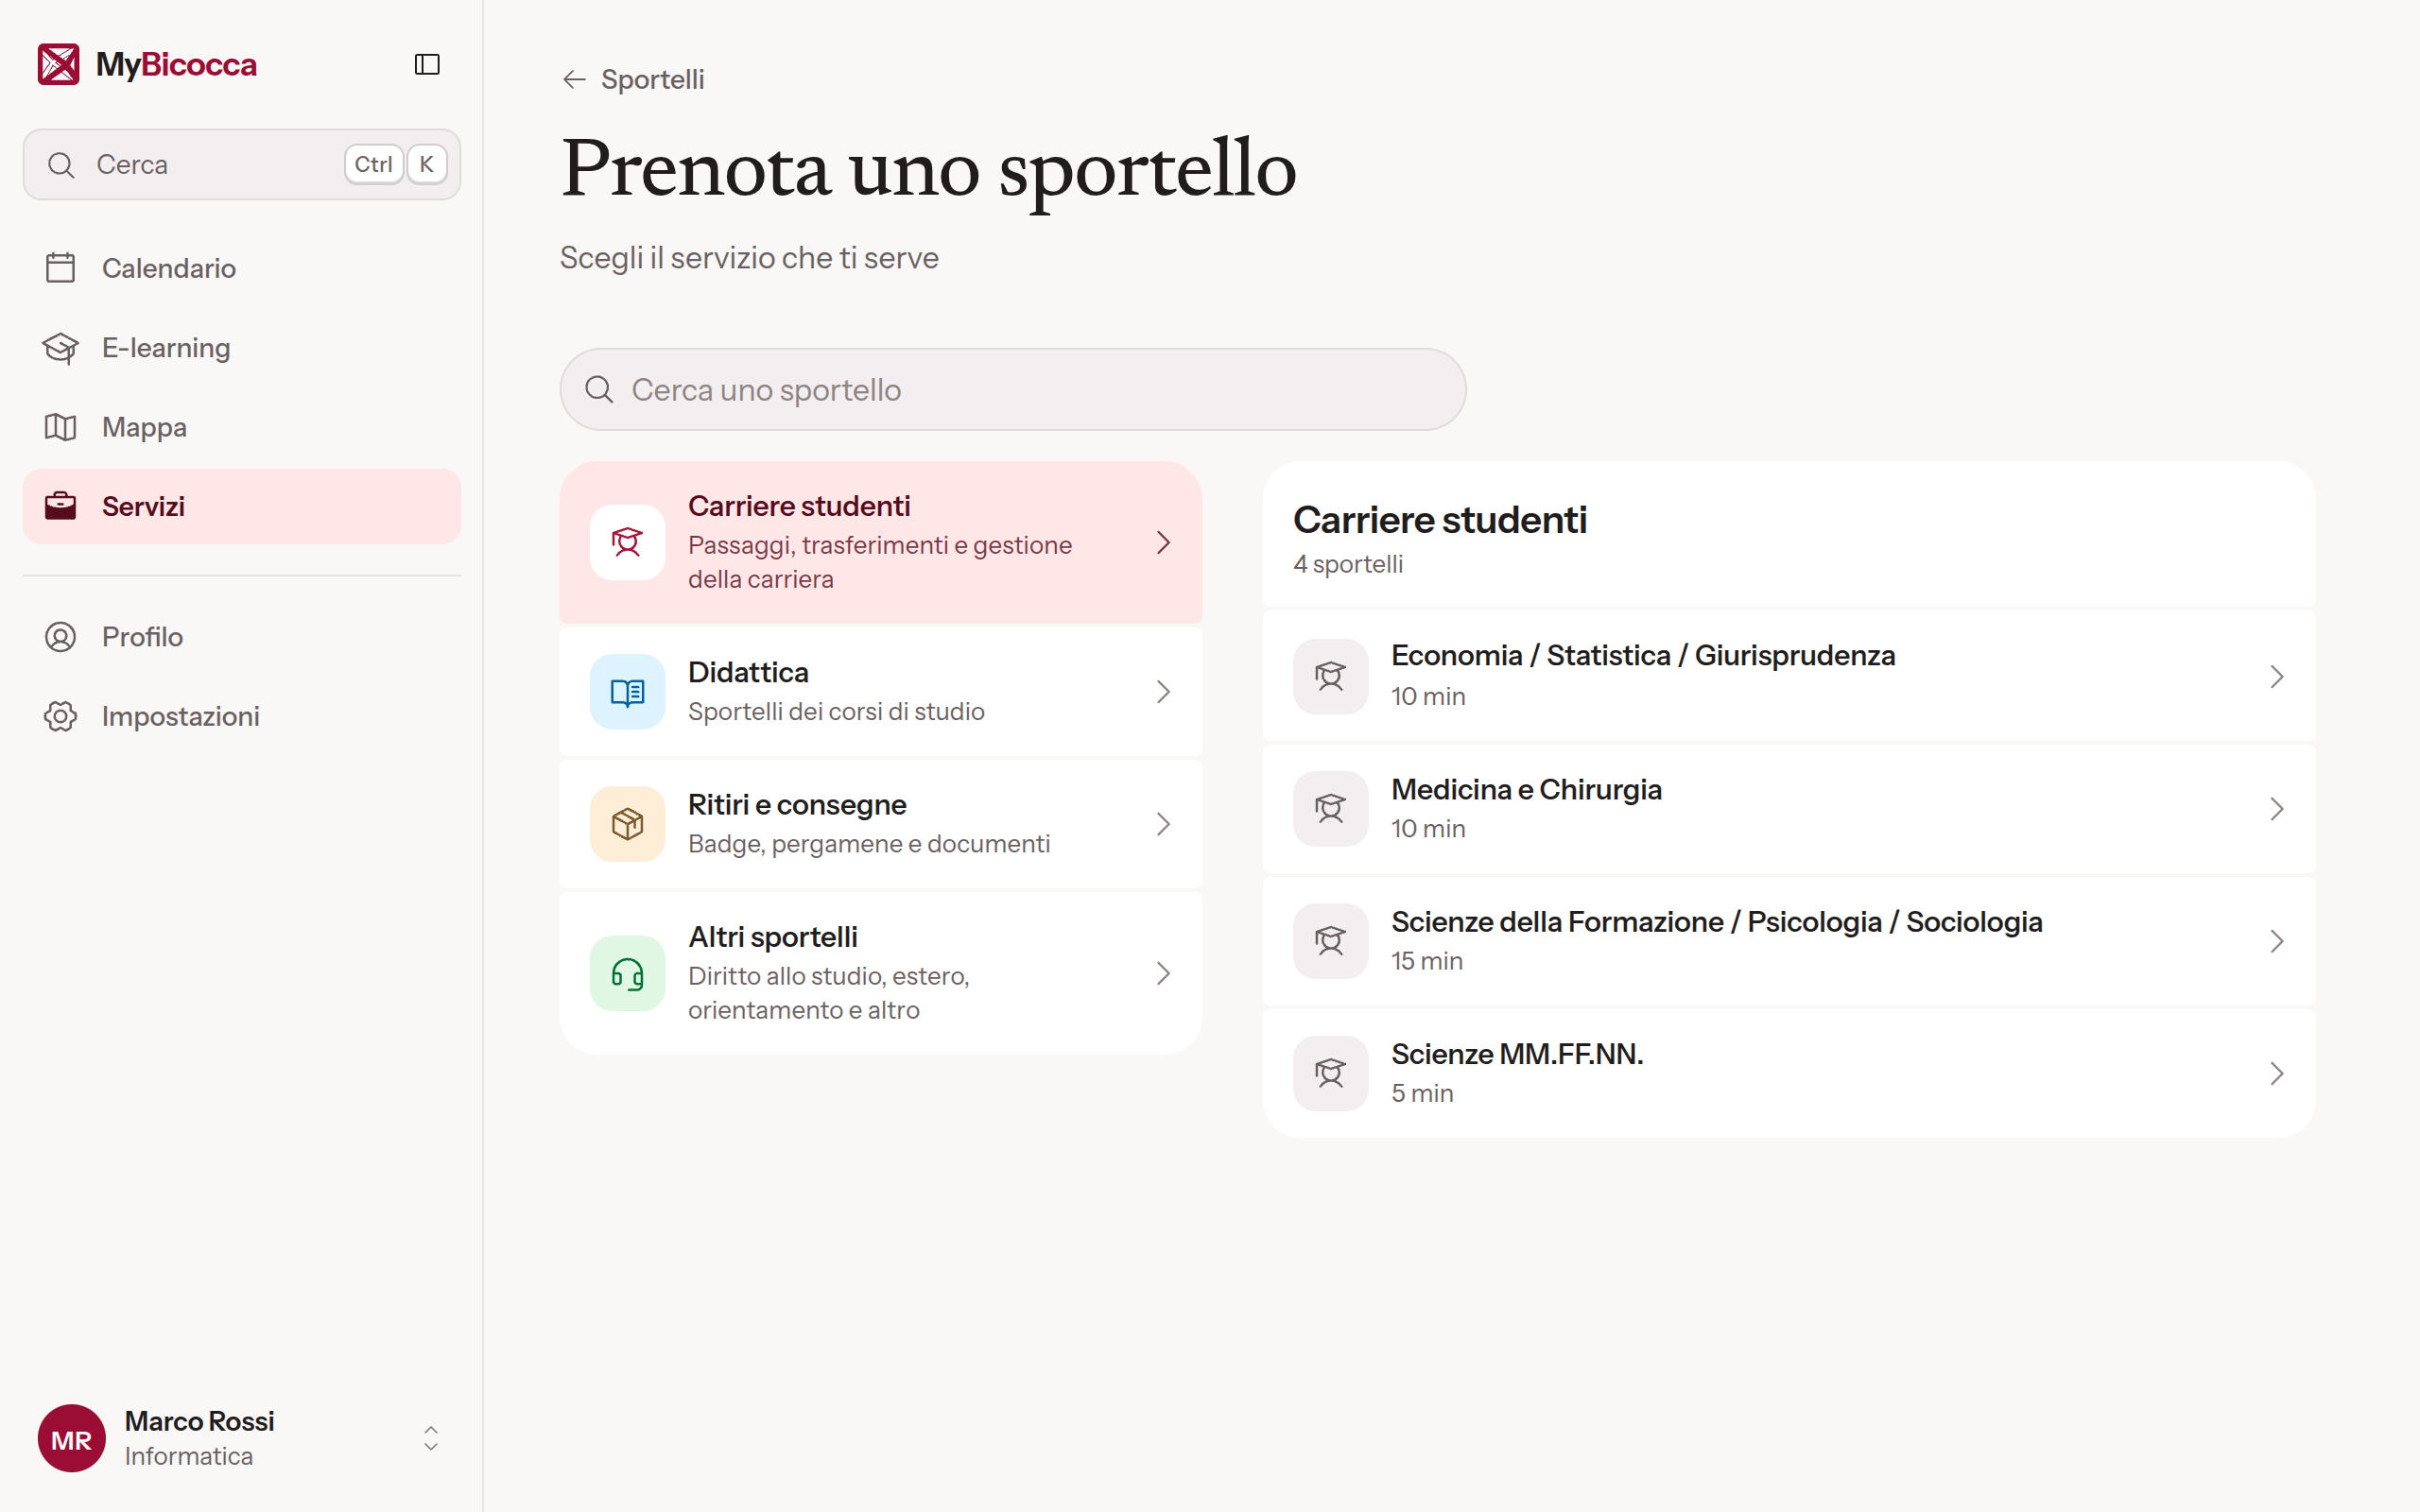 MyBicocca
Cerca
Ctrl K
Calendario
E-learning
Mappa
Servizi
Profilo
Impostazioni
MR
Marco Rossi
Informatica
Sportelli
Prenota uno sportello
Scegli il servizio che ti serve
Cerca uno sportello
Carriere studenti
Passaggi, trasferimenti e gestione
della carriera
Didattica
Sportelli dei corsi di studio
Ritiri e consegne
Badge, pergamene e documenti
Altri sportelli
Diritto allo studio, estero,
orientamento e altro
Carriere studenti
4 sportelli
Economia / Statistica / Giurisprudenza
10 min
Medicina e Chirurgia
10 min
Scienze della Formazione / Psicologia / Sociologia
15 min
Scienze MM.FF.NN.
5 min